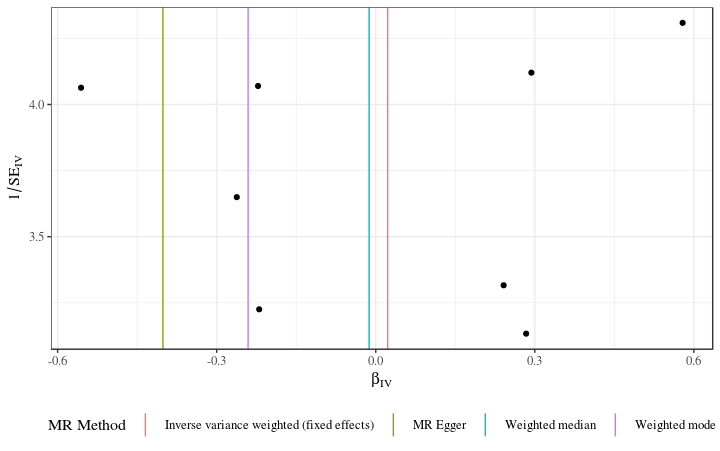 4.0
3.5
1/SE_IV
-0.6 -0.3 0.0 0.3 0.6
β_IV
MR Method Inverse variance weighted (fixed effects) MR Egger Weighted median Weighted mode